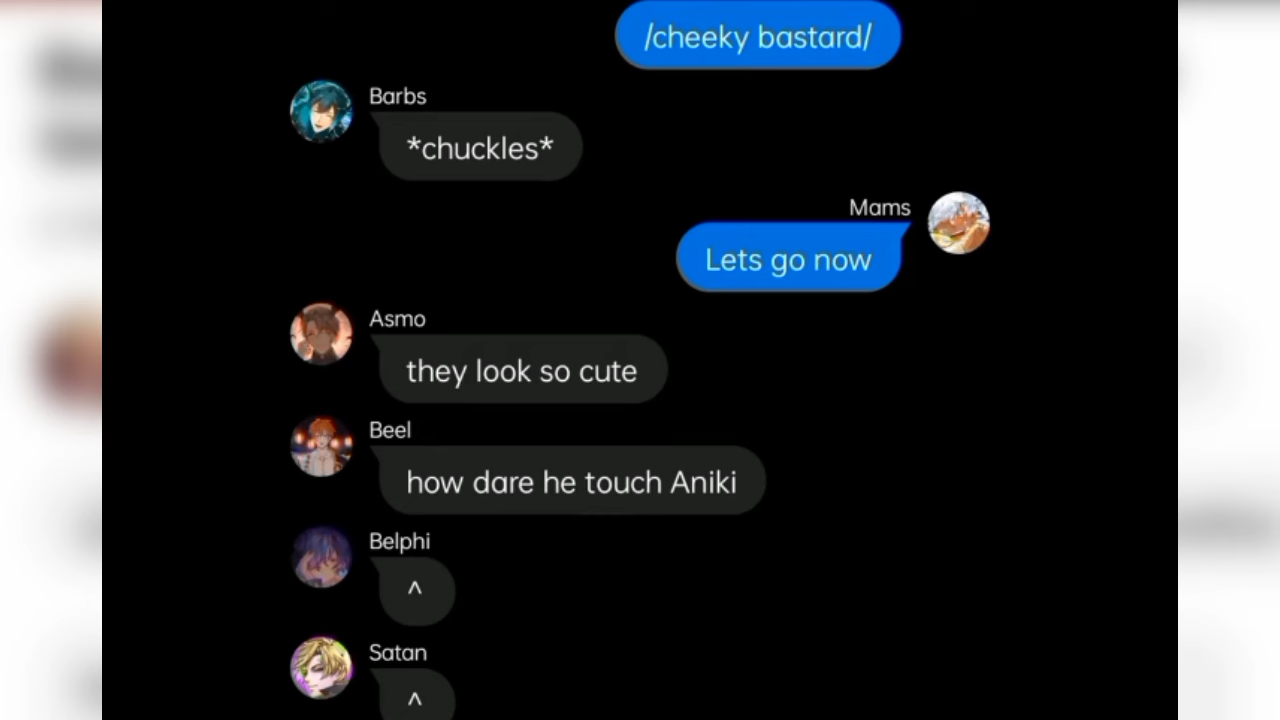 /cheeky bastard/
Barbs
*chuckles*
Mams
Lets go now
Asmo
they look so cute
Beel
how dare he touch Aniki
Belphi
^
Satan
^